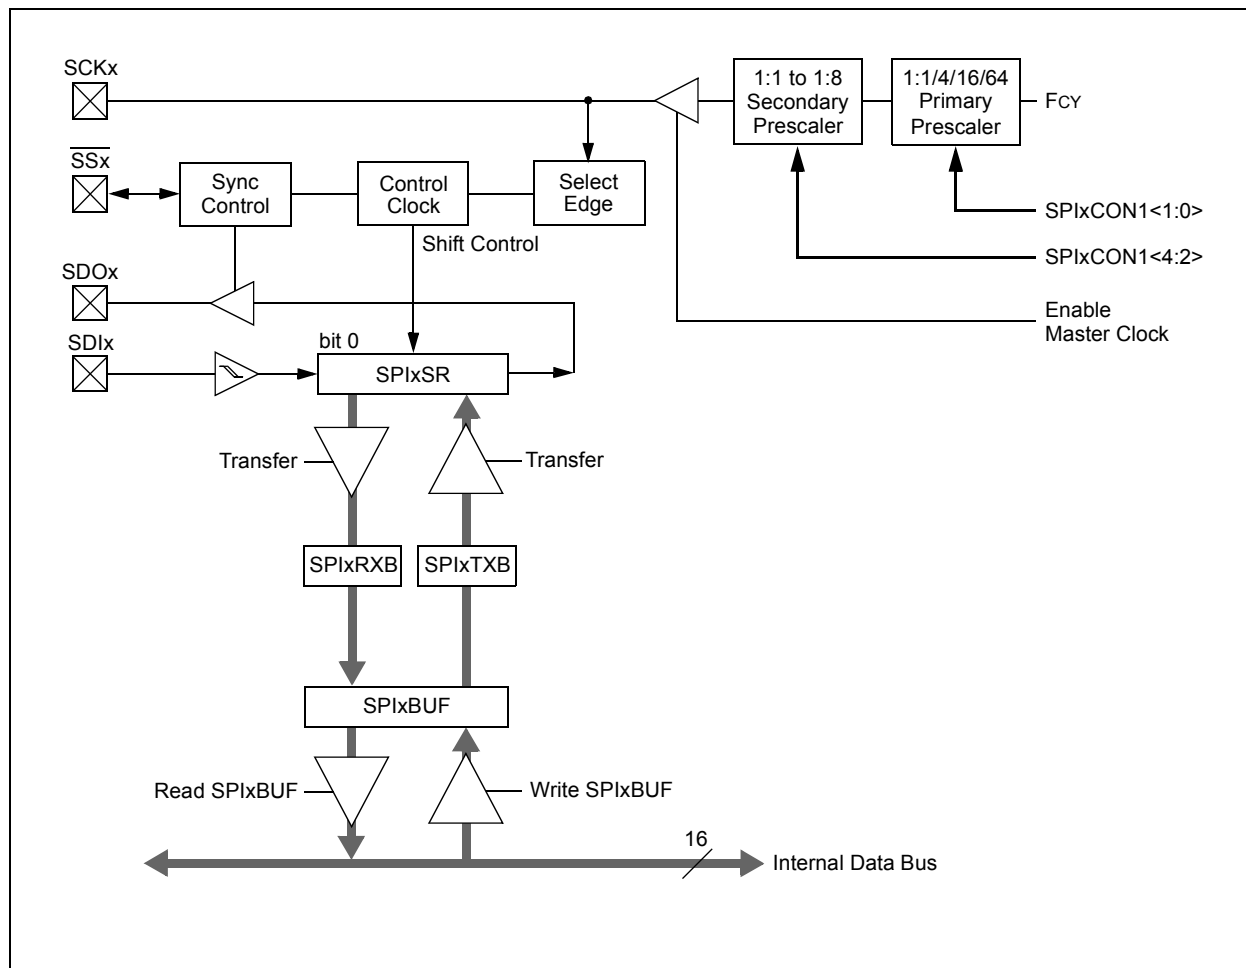 SCKx
1:1 to 1:8
Secondary
Prescaler
1:1/4/16/64
Primary
Prescaler
FCY
SSx
Sync
Control
Control
Clock
Select
Edge
SPIxCON1<1:0>
Shift Control
SPIxCON1<4:2>
SDOx
Enable
Master Clock
SDIx
bit 0
SPIxSR
Transfer
Transfer
SPIxRXB
SPIxTXB
SPIxBUF
Read SPIxBUF
Write SPIxBUF
16
Internal Data Bus